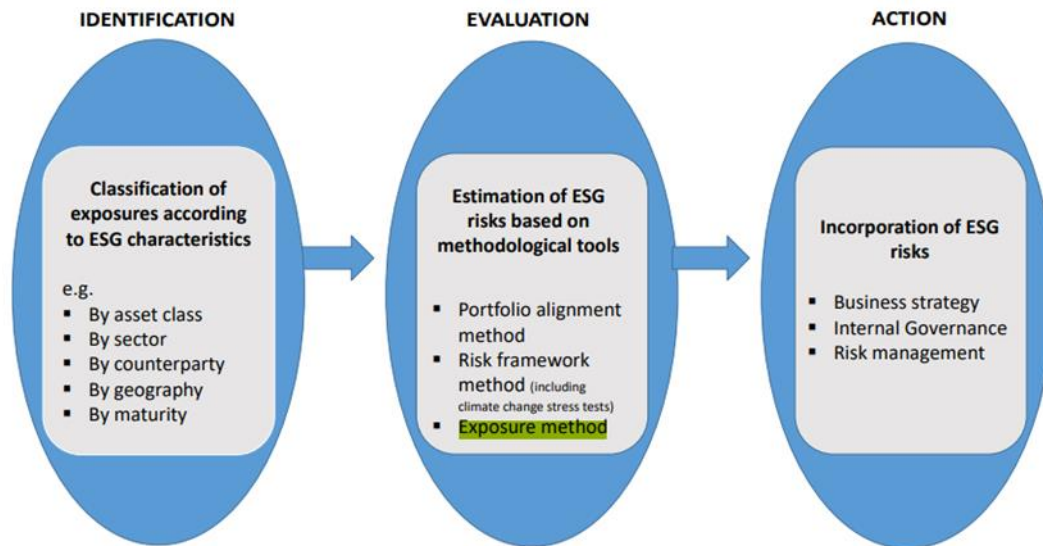 IDENTIFICATION
Classification of
exposures according
to ESG characteristics
e.g.
▪ By asset class
▪ By sector
▪ By counterparty
▪ By geography
▪ By maturity
EVALUATION
Estimation of ESG
risks based on
methodological tools
▪ Portfolio alignment
method
▪ Risk framework
method (including
climate change stress tests)
▪ Exposure method
ACTION
Incorporation of ESG
risks
▪ Business strategy
▪ Internal Governance
▪ Risk management